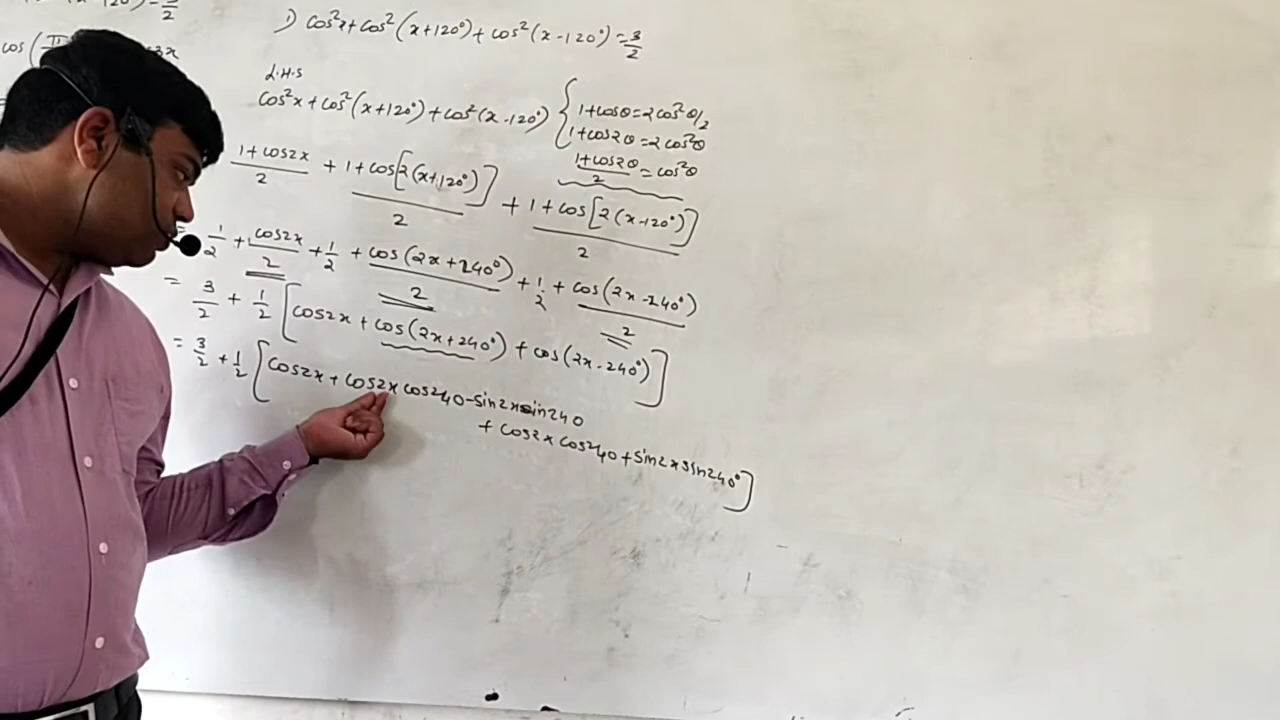 1) cos²x+cos²(x+120°)+cos²(x-120°)=3/2
cos(π 3x
L.H.S
cos²x+cos²(x+120°)+cos²(x-120°)
{1+cosθ=2cos²θ/2
1+cos2θ=2cos²θ
(1+cos2θ)/2=cos²θ
(1+cos2x)/2 + (1+cos[2(x+120°)])/2 + (1+cos[2(x-120°)])/2
= 1/2 + cos2x/2 + 1/2 + cos(2x+240°)/2 + 1/2 + cos(2x-240°)/2
= 3/2 + 1/2 [cos2x + cos(2x+240°) + cos(2x-240°)]
= 3/2 + 1/2 [cos2x + cos2x cos240 - sin2x sin240
+ cos2x cos240 + sin2x sin240°]